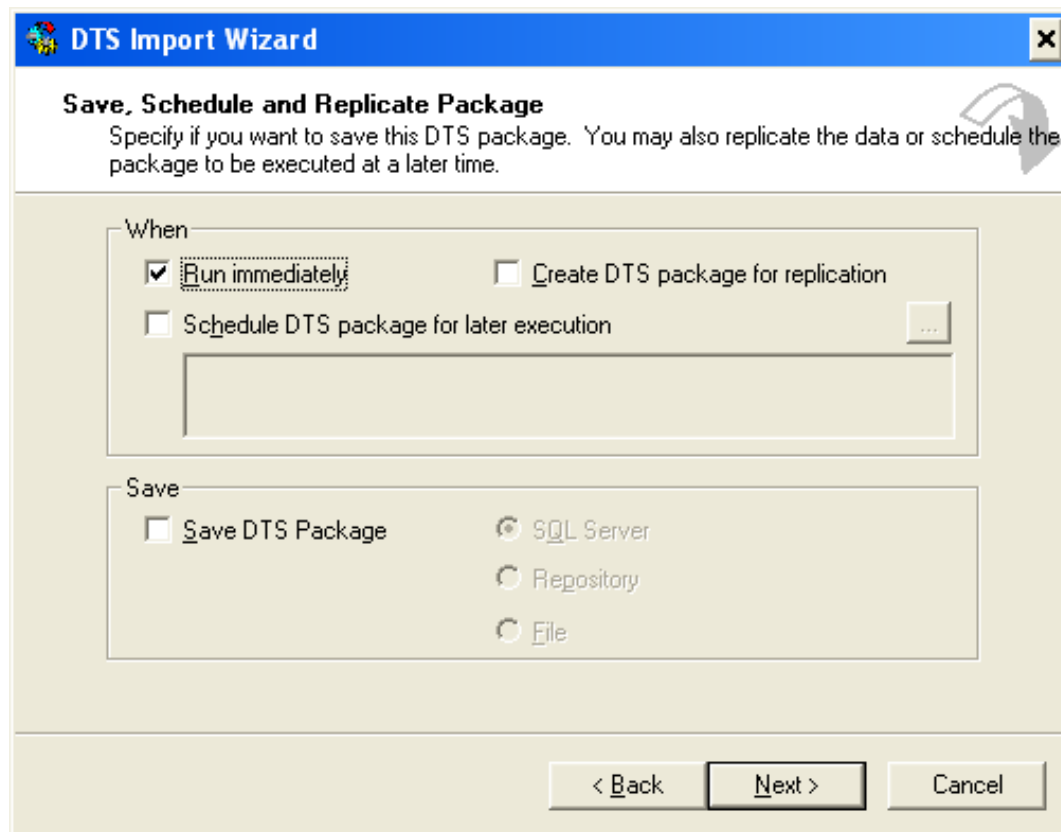 DTS Import Wizard
Save, Schedule and Replicate Package
Specify if you want to save this DTS package. You may also replicate the data or schedule the
package to be executed at a later time.
When
Run immediately
Create DTS package for replication
Schedule DTS package for later execution
...
Save
Save DTS Package
SQL Server
Repository
File
< Back
Next >
Cancel